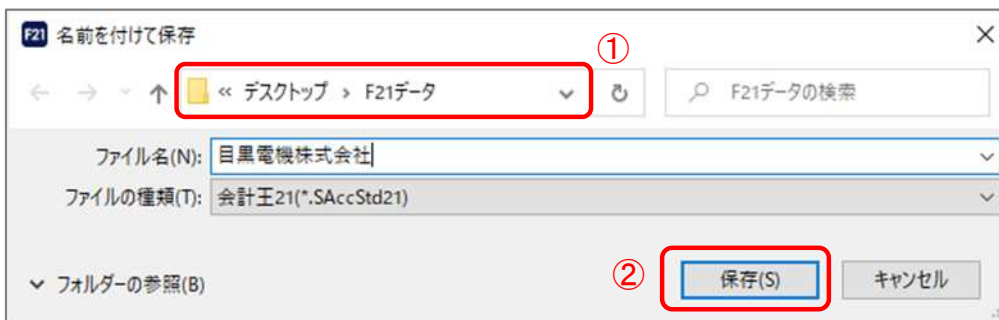 F21 名前を付けて保存
①
« デスクトップ › F21データ
F21データの検索
ファイル名(N): 目黒電機株式会社
ファイルの種類(T): 会計王21(*.SAccStd21)
フォルダーの参照(B)
②
保存(S)
キャンセル